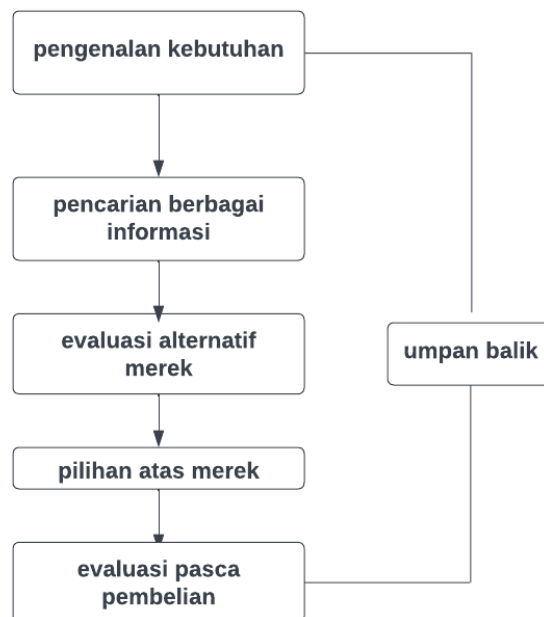 pengenalan kebutuhan
pencarian berbagai
informasi
evaluasi alternatif
merek
umpan balik
pilihan atas merek
evaluasi pasca
pembelian